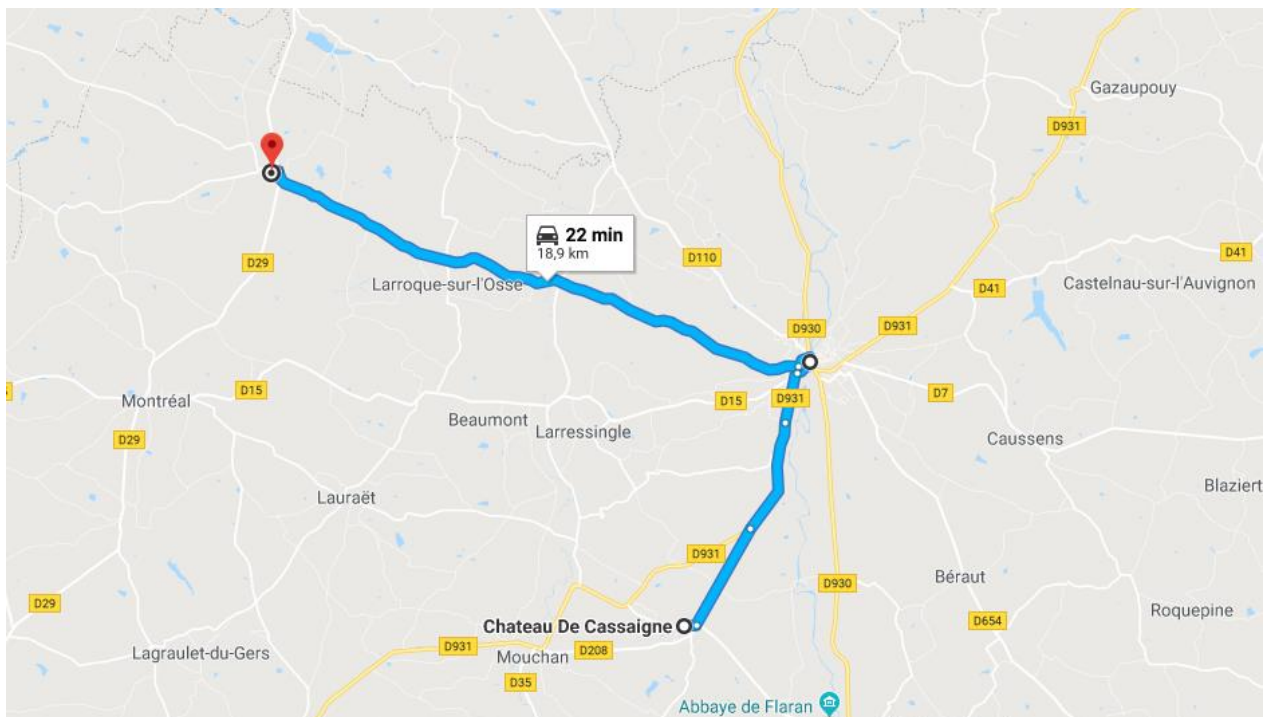 Gazaupouy
D931
22 min
18,9 km
D29
D110
D41
Larroque-sur-l'Osse
D41
Castelnau-sur-l'Auvignon
D930
D931
D15
D7
Montréal
D15
D931
Beaumont
Larressingle
D29
Caussens
Lauraët
Blaziert
D931
D930
Béraut
D29
Roquepine
Chateau De Cassaigne
D654
D931
Lagraulet-du-Gers
Mouchan
D208
D35
Abbaye de Flaran